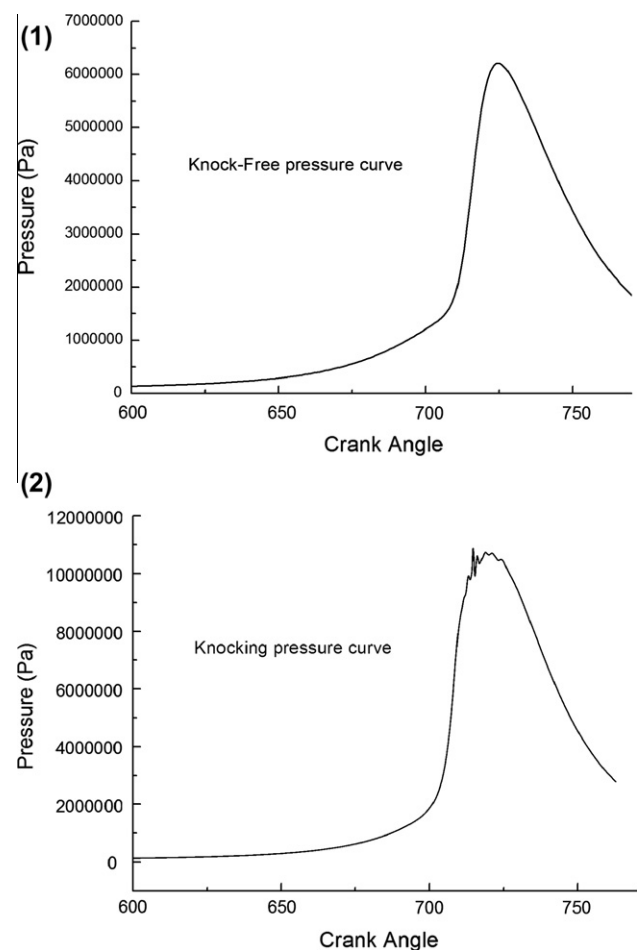 (1)
7000000
6000000
5000000
4000000
3000000
2000000
1000000
0
Pressure (Pa)
Knock-Free pressure curve
600 650 700 750
Crank Angle
(2)
12000000
10000000
8000000
6000000
4000000
2000000
0
Pressure (Pa)
Knocking pressure curve
600 650 700 750
Crank Angle